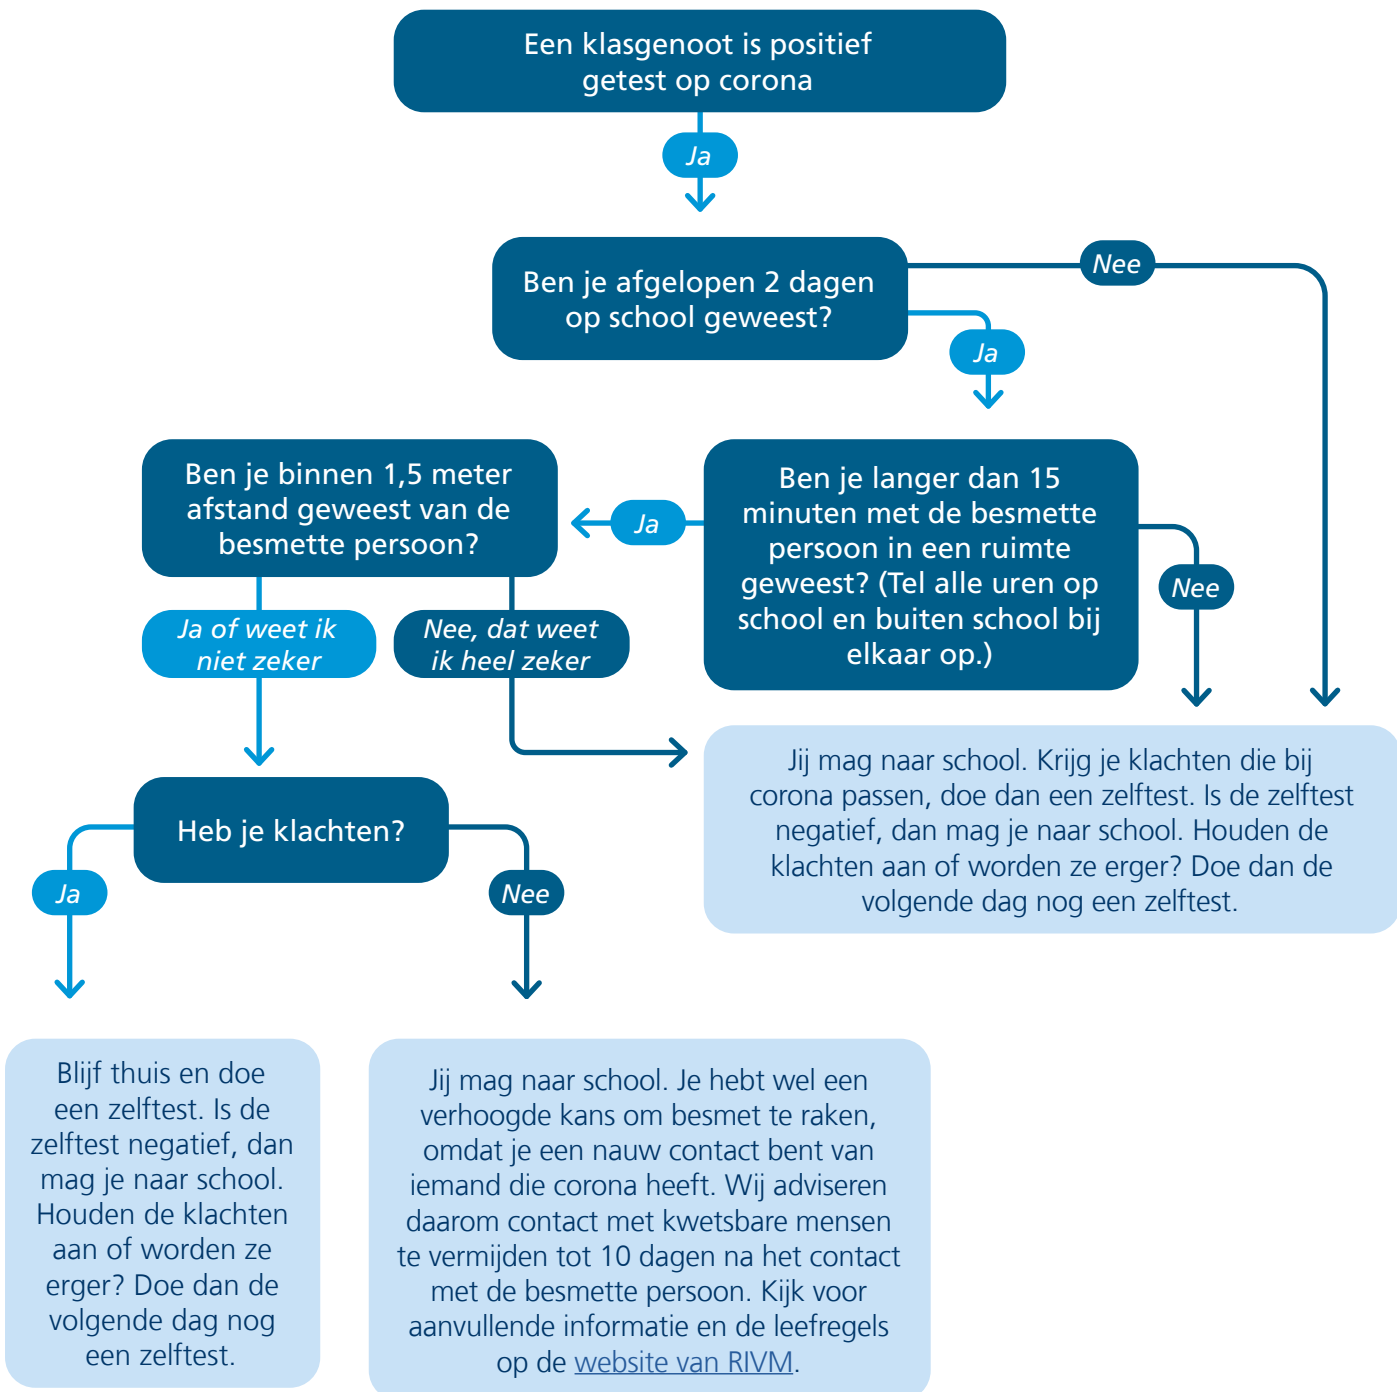 Een klasgenoot is positief
getest op corona
Ja
Ben je afgelopen 2 dagen
op school geweest?
Nee
Ja
Ben je langer dan 15
minuten met de besmette
persoon in een ruimte
geweest? (Tel alle uren op
school en buiten school bij
elkaar op.)
Ja
Nee
Ben je binnen 1,5 meter
afstand geweest van de
besmette persoon?
Ja of weet ik
niet zeker
Nee, dat weet
ik heel zeker
Jij mag naar school. Krijg je klachten die bij
corona passen, doe dan een zelftest. Is de zelftest
negatief, dan mag je naar school. Houden de
klachten aan of worden ze erger? Doe dan de
volgende dag nog een zelftest.
Heb je klachten?
Ja
Nee
Blijf thuis en doe
een zelftest. Is de
zelftest negatief, dan
mag je naar school.
Houden de klachten
aan of worden ze
erger? Doe dan de
volgende dag nog
een zelftest.
Jij mag naar school. Je hebt wel een
verhoogde kans om besmet te raken,
omdat je een nauw contact bent van
iemand die corona heeft. Wij adviseren
daarom contact met kwetsbare mensen
te vermijden tot 10 dagen na het contact
met de besmette persoon. Kijk voor
aanvullende informatie en de leefregels
op de website van RIVM.